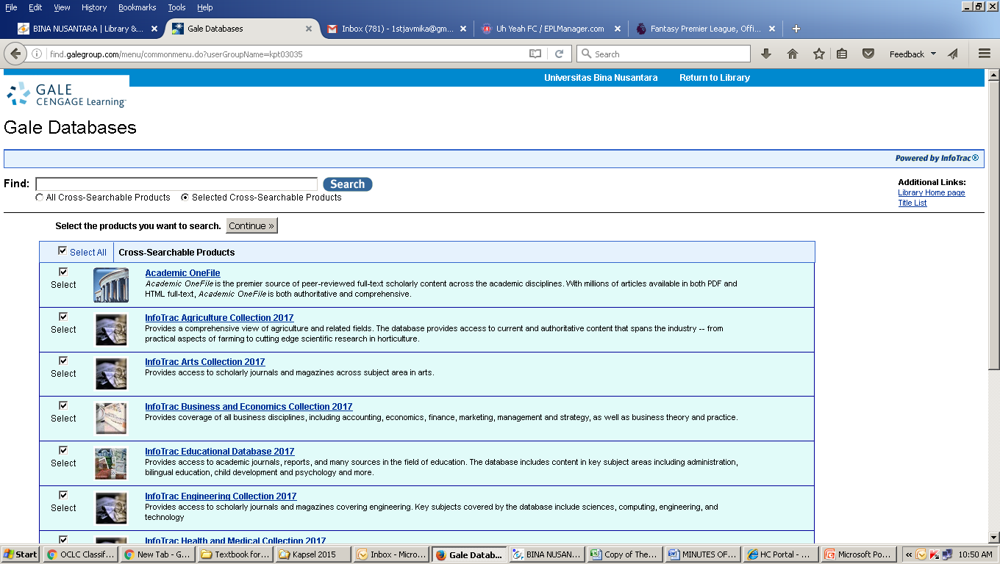 File Edit View History Bookmarks Tools Help
BINA NUSANTARA | Library &... Gale Databases Inbox (781) - 1stjavmika@gm... Uh Yeah FC / EPLManager.com Fantasy Premier League, Offi...
find.galegroup.com/menu/commonmenu.do?userGroupName=kpt03035 Search Feedback
Universitas Bina Nusantara Return to Library
GALE
CENGAGE Learning™
Gale Databases
Powered by InfoTrac®
Find: Search
All Cross-Searchable Products Selected Cross-Searchable Products
Additional Links:
Library Home page
Title List
Select the products you want to search. Continue »
Select All Cross-Searchable Products
Select
Academic OneFile
Academic OneFile is the premier source of peer-reviewed full-text scholarly content across the academic disciplines. With millions of articles available in both PDF and
HTML full-text, Academic OneFile is both authoritative and comprehensive.
Select
InfoTrac Agriculture Collection 2017
Provides a comprehensive view of agriculture and related fields. The database provides access to current and authoritative content that spans the industry -- from
practical aspects of farming to cutting edge scientific research in horticulture.
Select
InfoTrac Arts Collection 2017
Provides access to scholarly journals and magazines across subject area in arts.
Select
InfoTrac Business and Economics Collection 2017
Provides coverage of all business disciplines, including accounting, economics, finance, marketing, management and strategy, as well as business theory and practice.
Select
InfoTrac Educational Database 2017
Provides access to academic journals, reports, and many sources in the field of education. The database includes content in key subject areas including administration,
bilingual education, child development and psychology and more.
Select
InfoTrac Engineering Collection 2017
Provides access to scholarly journals and magazines covering engineering. Key subjects covered by the database include sciences, computing, engineering, and
technology
InfoTrac Health and Medical Collection 2017
Start OCLC Classif... New Tab - G... Textbook for... Kapsel 2015 Inbox - Micro... Gale Datab... BINA NUSAN... Copy of The... MINUTES OF... HC Portal - ... Microsoft Po... « 10:50 AM